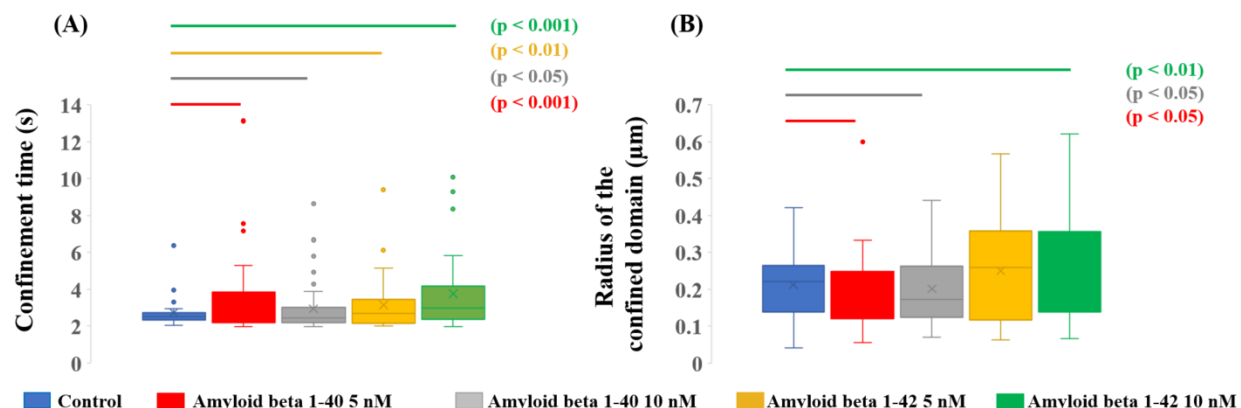 (A)
(p < 0.001)
(p < 0.01)
(p < 0.05)
(p < 0.001)
Confinement time (s)
14
12
10
8
6
4
2
0
(B)
(p < 0.01)
(p < 0.05)
(p < 0.05)
Radius of the
confined domain (µm)
0.7
0.6
0.5
0.4
0.3
0.2
0.1
0
Control Amyloid beta 1-40 5 nM Amyloid beta 1-40 10 nM Amyloid beta 1-42 5 nM Amyloid beta 1-42 10 nM